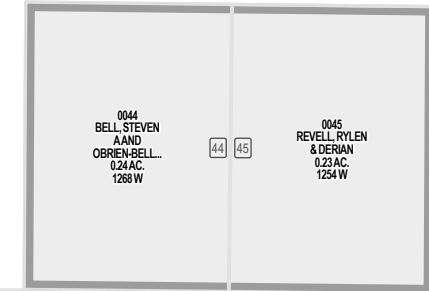 0044
BELL, STEVEN
A AND
OBRIEN-BELL...
0.24 AC.
1268 W
44
45
0045
REVELL, RYLEN
& DERIAN
0.23 AC.
1254 W